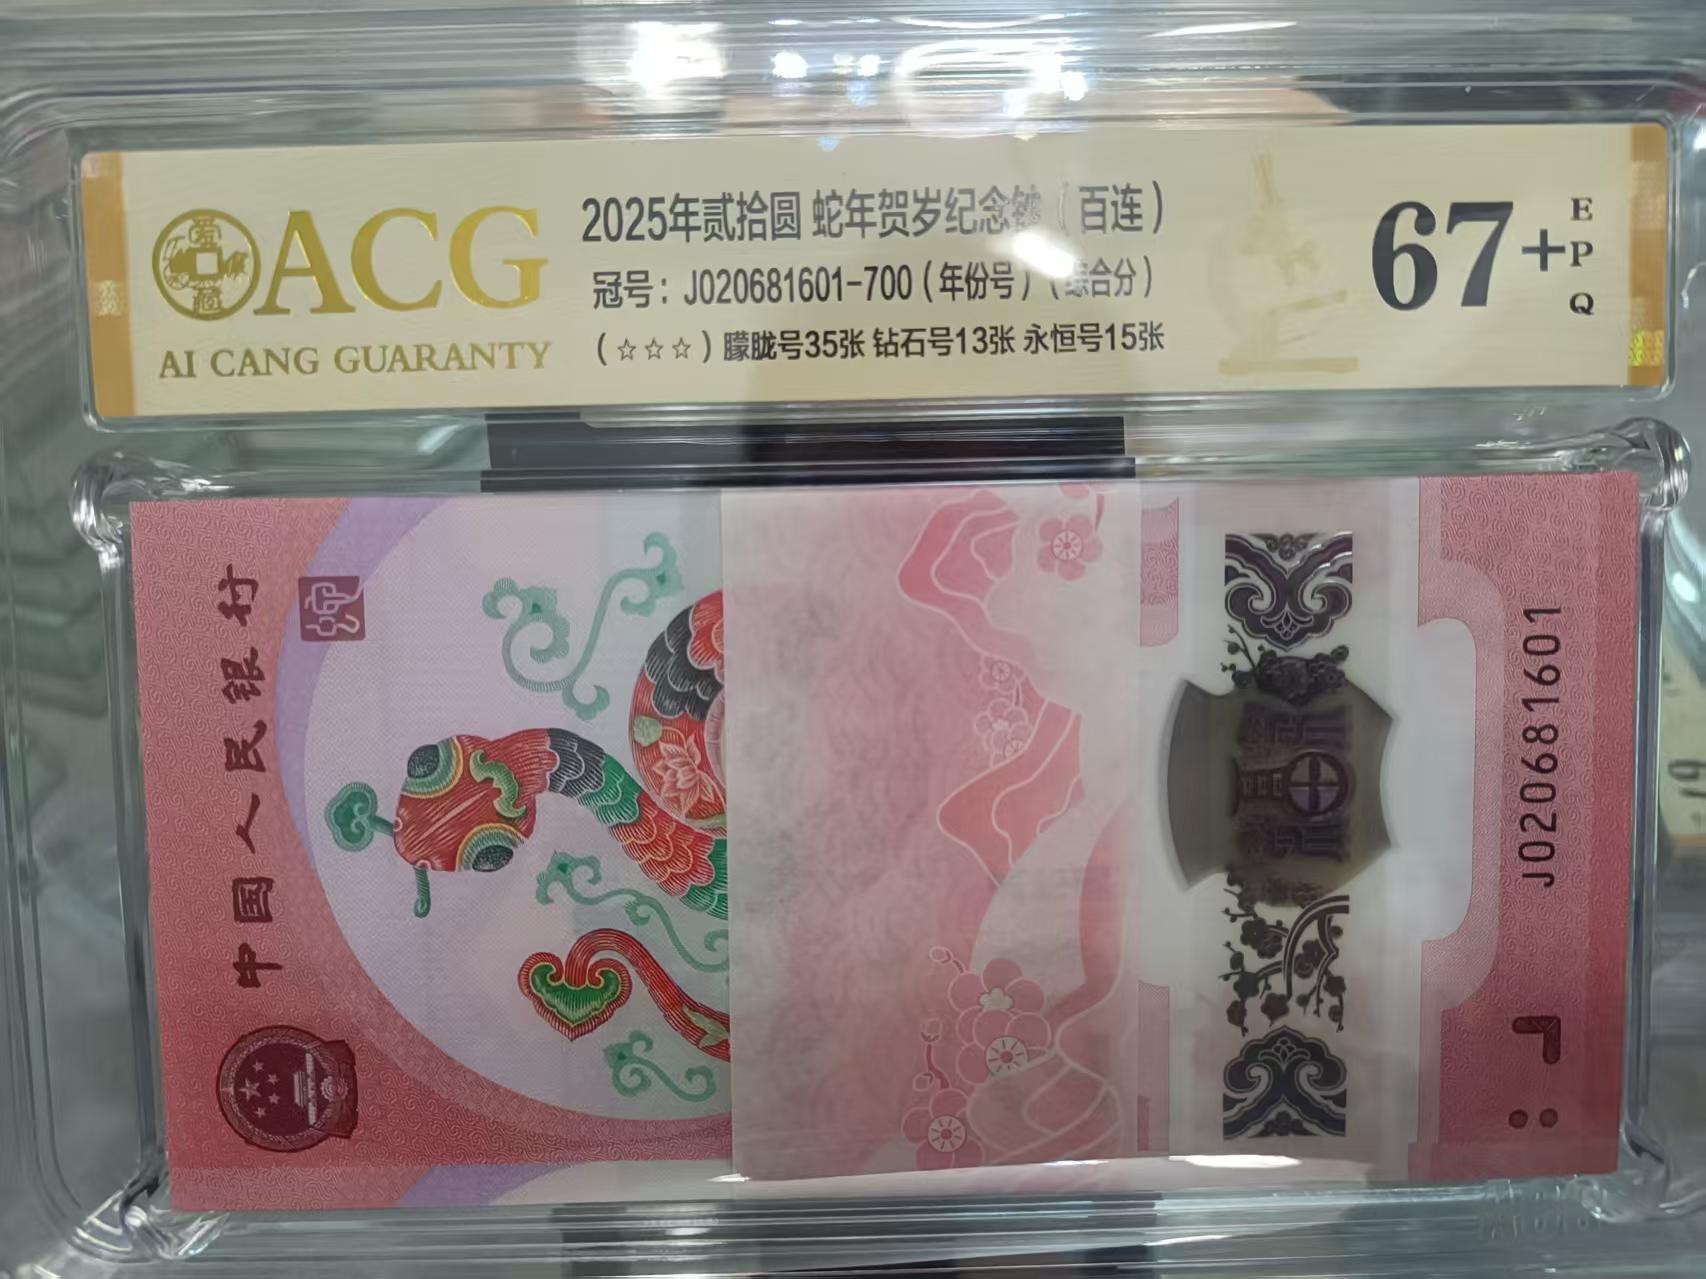 ACG
AI CANG GUARANTY
2025年贰拾圆 蛇年贺岁纪念钞（百连）
冠号：J020681601-700（年份号）（综合分）
（☆☆☆）朦胧号35张 钻石号13张 永恒号15张
67+
EPQ
中国人民银行
J020681601